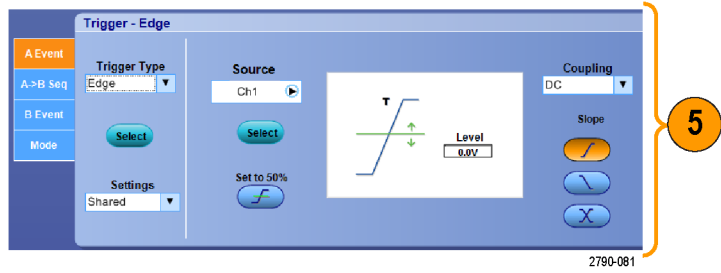 Trigger - Edge
A Event
A->B Seq
B Event
Mode
Trigger Type
Edge
Select
Settings
Shared
Source
Ch1
Select
Set to 50%
T
Level
0.0V
Coupling
DC
Slope
5
2790-081